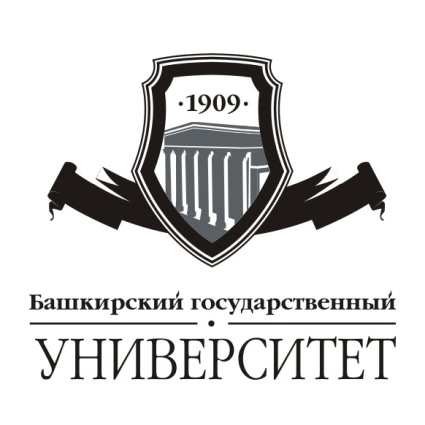 ·1909·
Башкирский государственный
УНИВЕРСИТЕТ